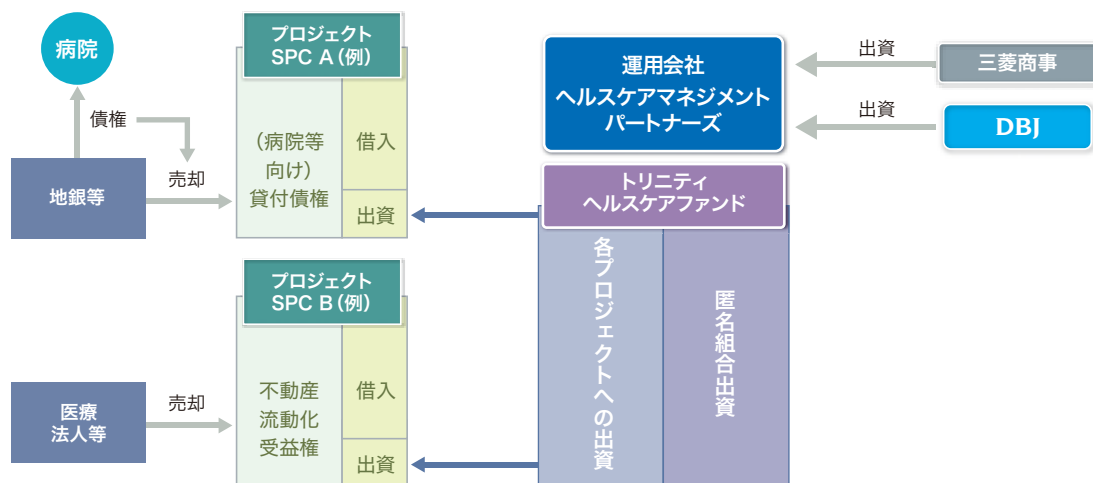 病院
債権
地銀等
売却
プロジェクト
SPC A（例）
（病院等
向け）
貸付債権
借入
出資
運用会社
ヘルスケアマネジメント
パートナーズ
出資
三菱商事
出資
DBJ
トリニティ
ヘルスケアファンド
各プロジェクトへの出資
匿名組合出資
プロジェクト
SPC B（例）
医療
法人等
売却
不動産
流動化
受益権
借入
出資